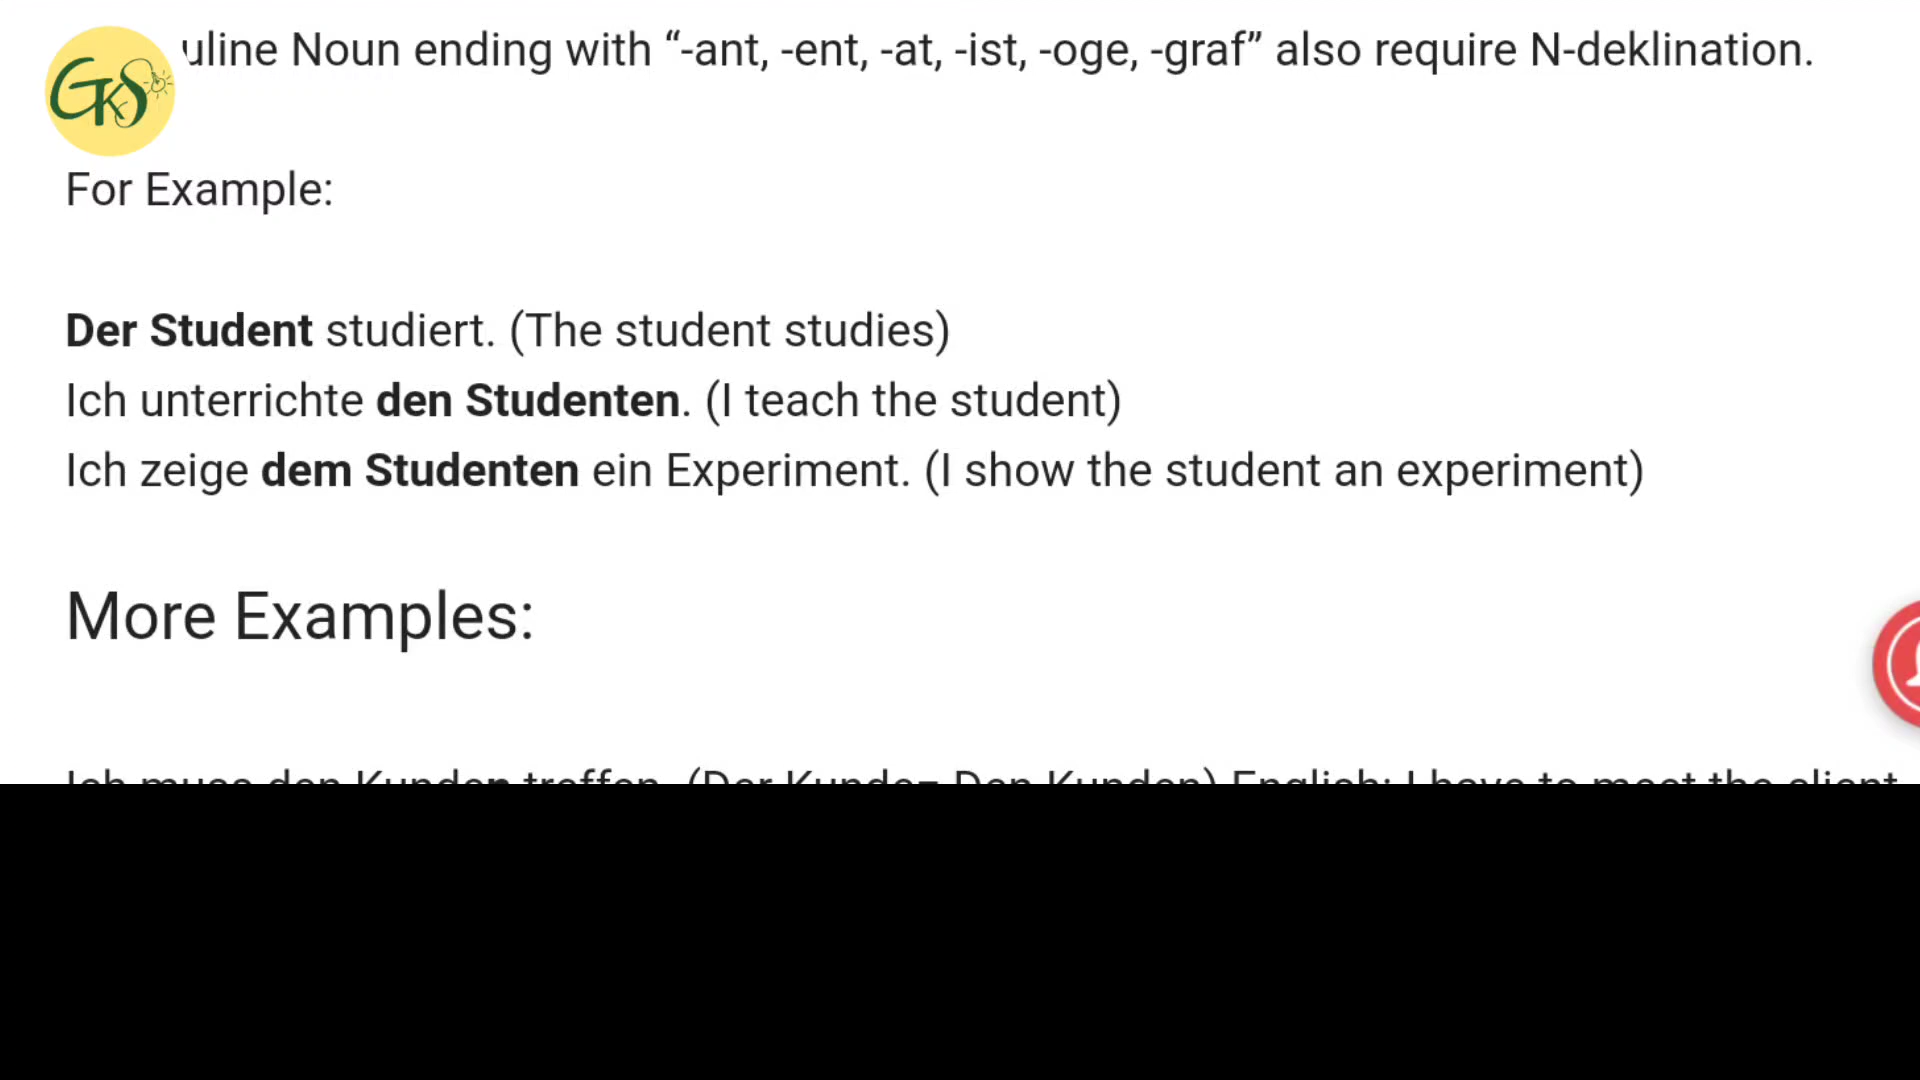 GKS
uline Noun ending with “-ant, -ent, -at, -ist, -oge, -graf” also require N-deklination.
For Example:
Der Student studiert. (The student studies)
Ich unterrichte den Studenten. (I teach the student)
Ich zeige dem Studenten ein Experiment. (I show the student an experiment)
More Examples:
Ich muss den Kunden treffen. (Der Kunde– Den Kunden) English: I have to meet the client